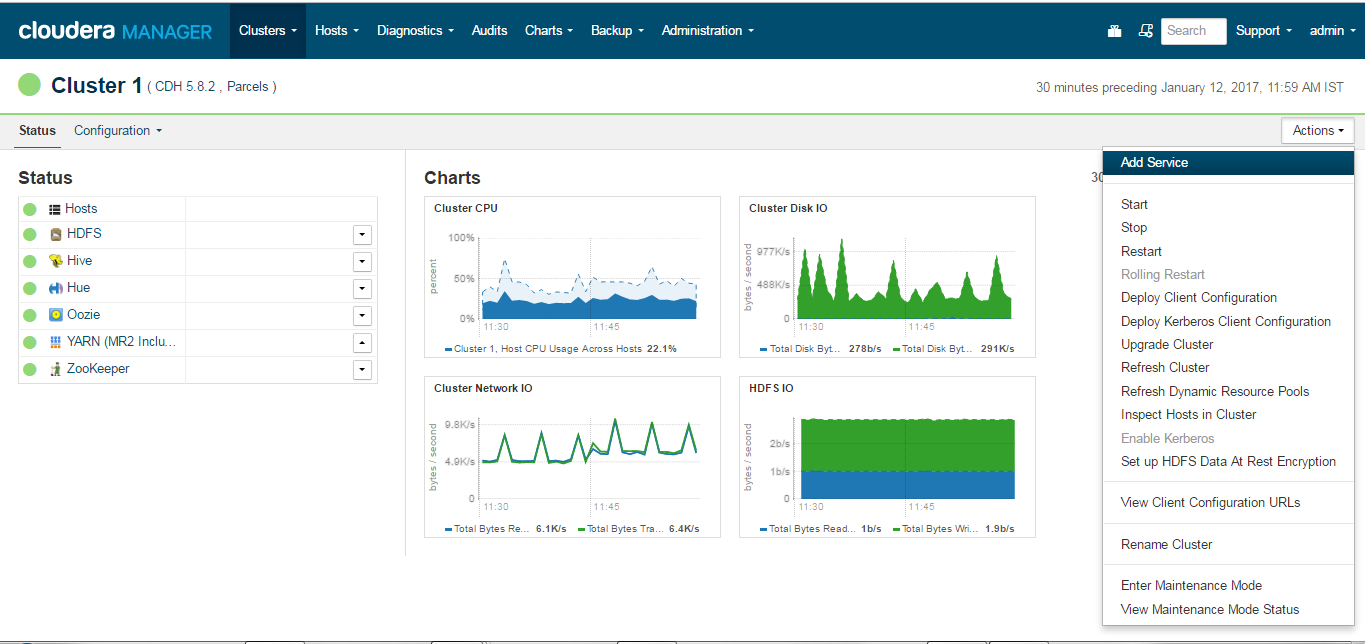 cloudera MANAGER Clusters Hosts Diagnostics Audits Charts Backup Administration Search Support admin
Cluster 1 ( CDH 5.8.2 , Parcels )
30 minutes preceding January 12, 2017, 11:59 AM IST
Status Configuration Actions
Status
Hosts
HDFS
Hive
Hue
Oozie
YARN (MR2 Inclu...
ZooKeeper
Charts
30
Cluster CPU
percent
100%
50%
0%
11:30 11:45
Cluster 1, Host CPU Usage Across Hosts 22.1%
Cluster Disk IO
bytes / second
977K/s
488K/s
0
11:30 11:45
Total Disk Byt... 278b/s Total Disk Byt... 291K/s
Cluster Network IO
bytes / second
9.8K/s
4.9K/s
0
11:30 11:45
Total Bytes Re... 6.1K/s Total Bytes Tra... 6.4K/s
HDFS IO
bytes / second
2b/s
1b/s
0
11:30 11:45
Total Bytes Read... 1b/s Total Bytes Wri... 1.9b/s
Add Service
Start
Stop
Restart
Rolling Restart
Deploy Client Configuration
Deploy Kerberos Client Configuration
Upgrade Cluster
Refresh Cluster
Refresh Dynamic Resource Pools
Inspect Hosts in Cluster
Enable Kerberos
Set up HDFS Data At Rest Encryption
View Client Configuration URLs
Rename Cluster
Enter Maintenance Mode
View Maintenance Mode Status